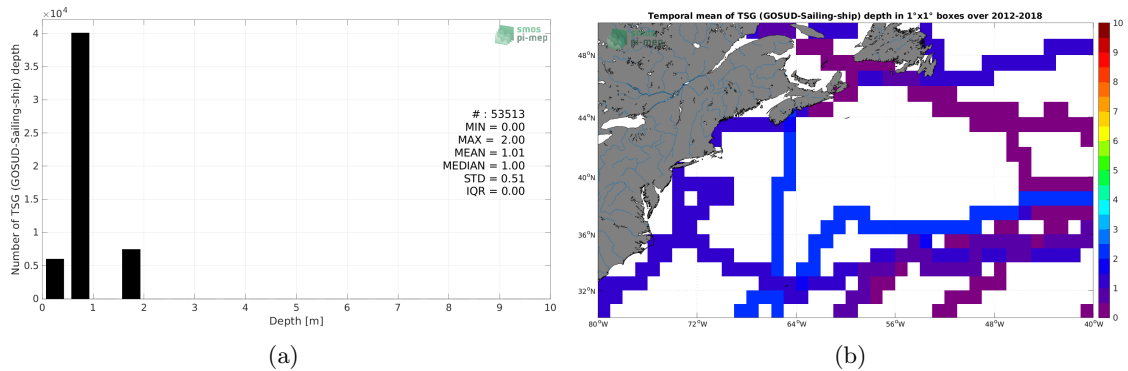 ×10⁴
4
3.5
3
2.5
2
1.5
1
0.5
0
Number of TSG (GOSUD-Sailing-ship) depth
0 1 2 3 4 5 6 7 8 9 10
Depth [m]
smos
pi-mep
# : 53513
MIN = 0.00
MAX = 2.00
MEAN = 1.01
MEDIAN = 1.00
STD = 0.51
IQR = 0.00
(a)
Temporal mean of TSG (GOSUD-Sailing-ship) depth in 1°x1° boxes over 2012-2018
smos
pi-mep
48°N
44°N
40°N
36°N
32°N
80°W 72°W 64°W 56°W 48°W 40°W
10
9
8
7
6
5
4
3
2
1
0
(b)